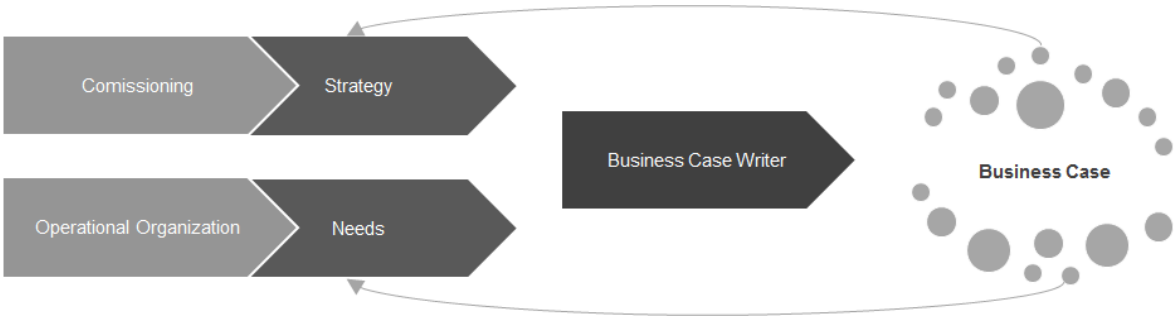 Comissioning
Strategy
Business Case Writer
Business Case
Operational Organization
Needs